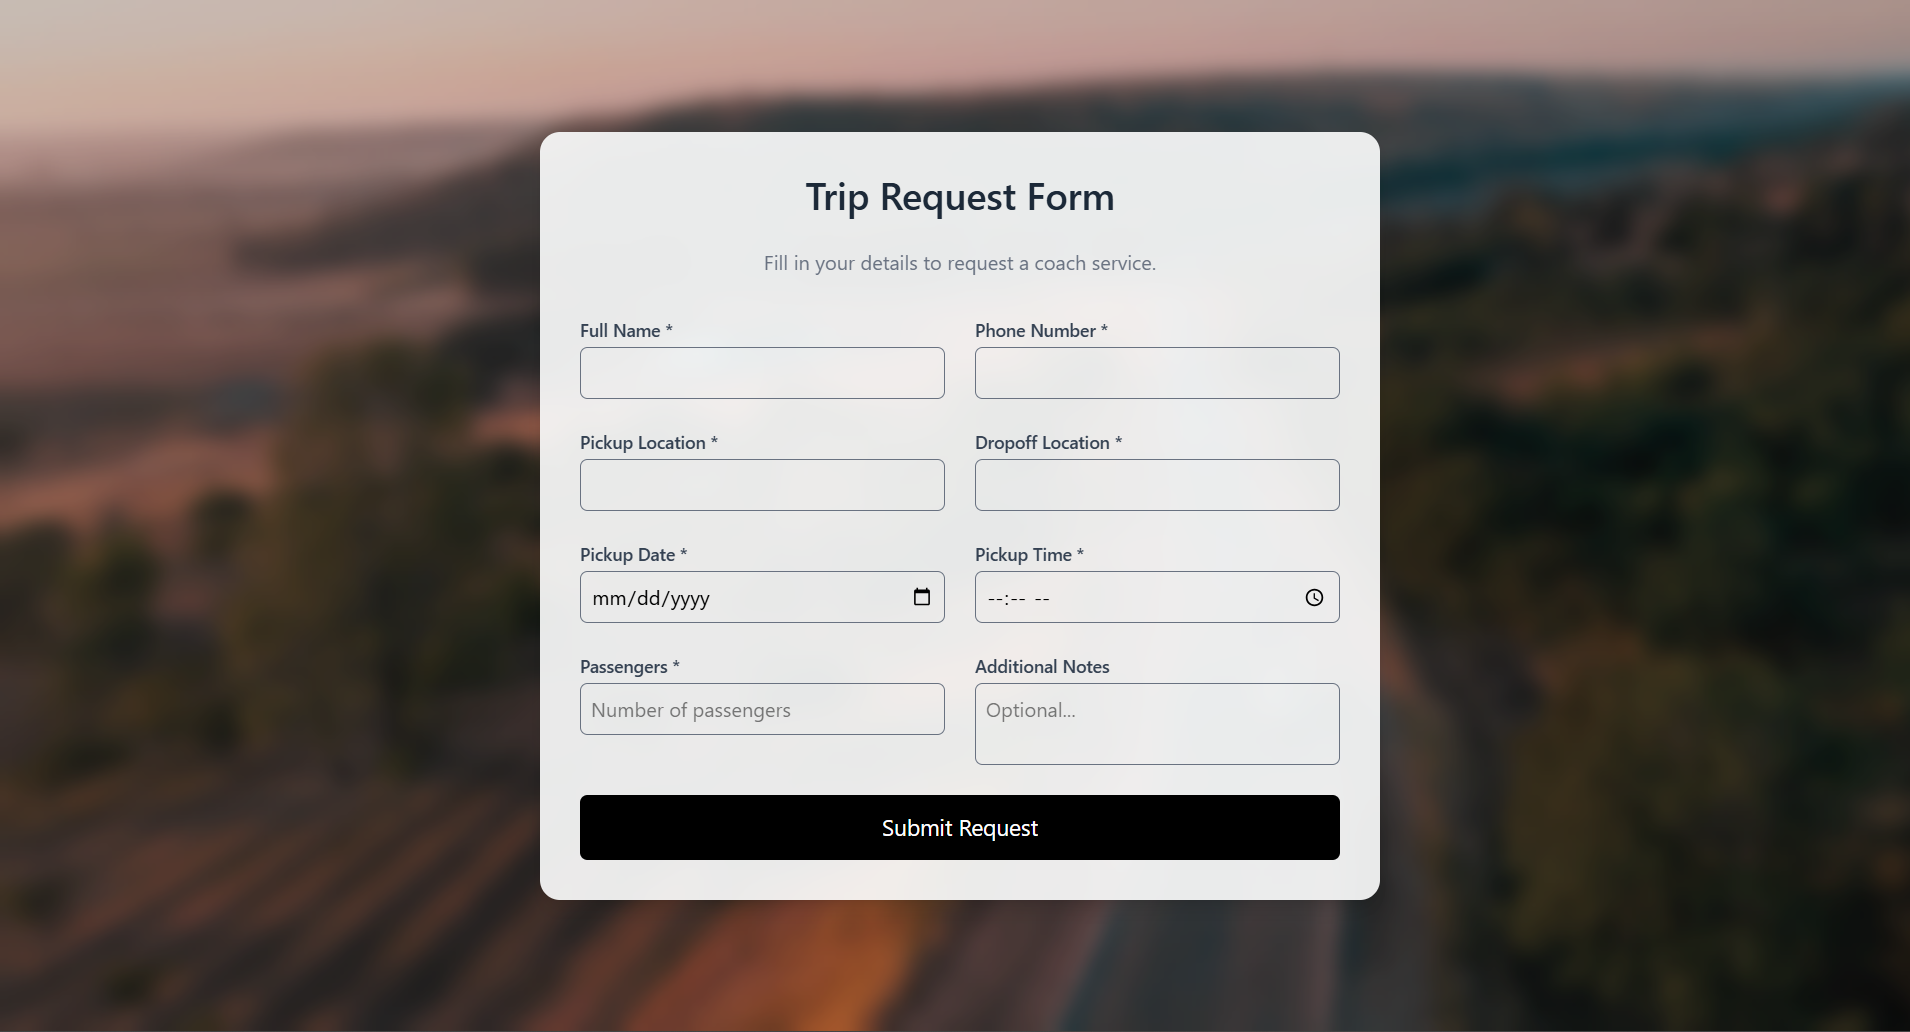 Trip Request Form
Fill in your details to request a coach service.
Full Name *
Phone Number *
Pickup Location *
Dropoff Location *
Pickup Date *
Pickup Time *
mm/dd/yyyy
--:-- --
Passengers *
Additional Notes
Number of passengers
Optional...
Submit Request